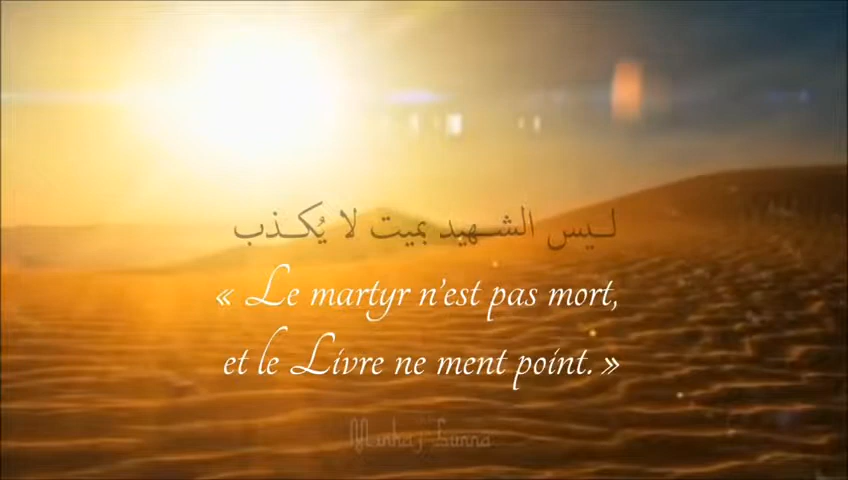 ليس الشهيد بميت لا يُكذب
« Le martyr n'est pas mort,
et le Livre ne ment point. »
Minhaj Sunna